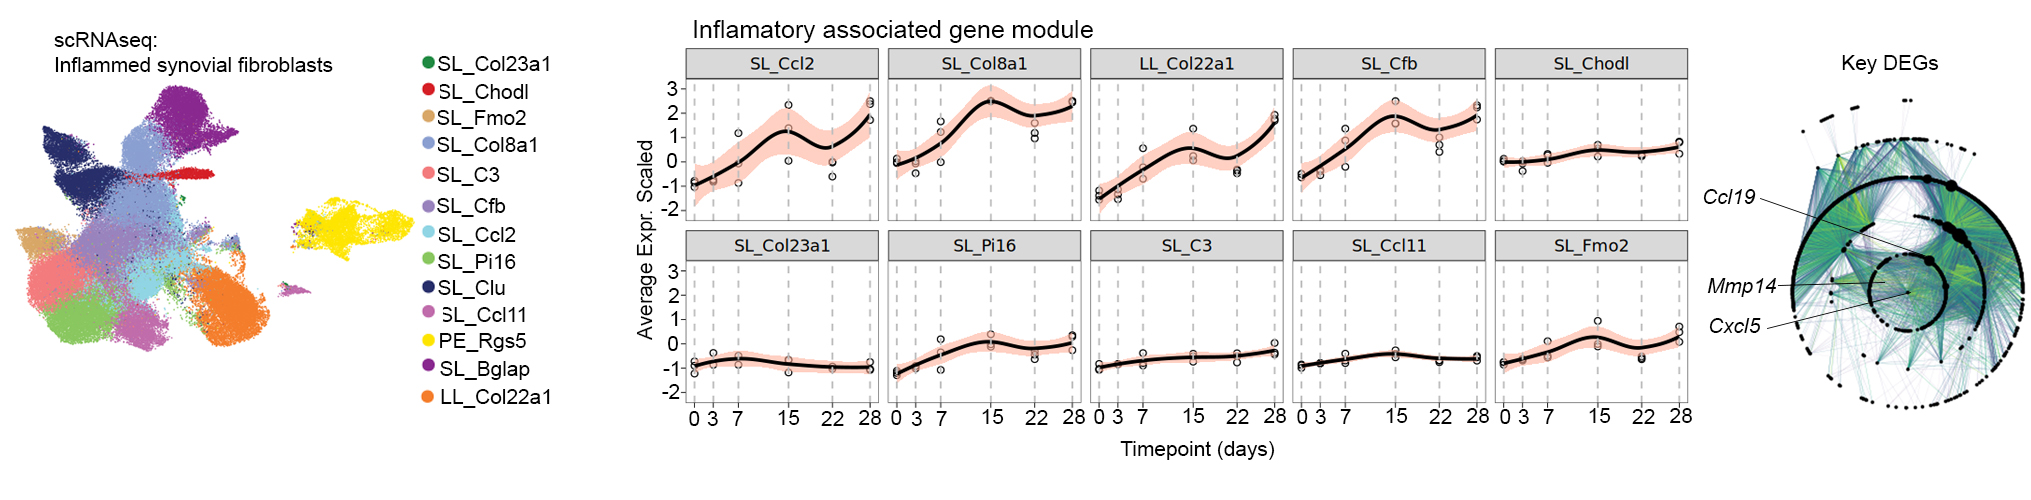 scRNAseq:
Inflammed synovial fibroblasts
SL_Col23a1
SL_Chodl
SL_Fmo2
SL_Col8a1
SL_C3
SL_Cfb
SL_Ccl2
SL_Pi16
SL_Clu
SL_Ccl11
PE_Rgs5
SL_Bglap
LL_Col22a1
Inflamatory associated gene module
SL_Ccl2 SL_Col8a1 LL_Col22a1 SL_Cfb SL_Chodl
3
2
1
0
-1
-2
SL_Col23a1 SL_Pi16 SL_C3 SL_Ccl11 SL_Fmo2
3
2
1
0
-1
-2
Average Expr. Scaled
0 3 7 15 22 28 0 3 7 15 22 28 0 3 7 15 22 28 0 3 7 15 22 28 0 3 7 15 22 28
Timepoint (days)
Key DEGs
Ccl19
Mmp14
Cxcl5